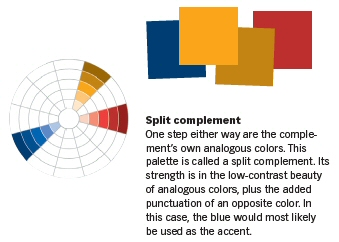 Split complement
One step either way are the comple-
ment's own analogous colors. This
palette is called a split complement. Its
strength is in the low-contrast beauty
of analogous colors, plus the added
punctuation of an opposite color. In
this case, the blue would most likely
be used as the accent.